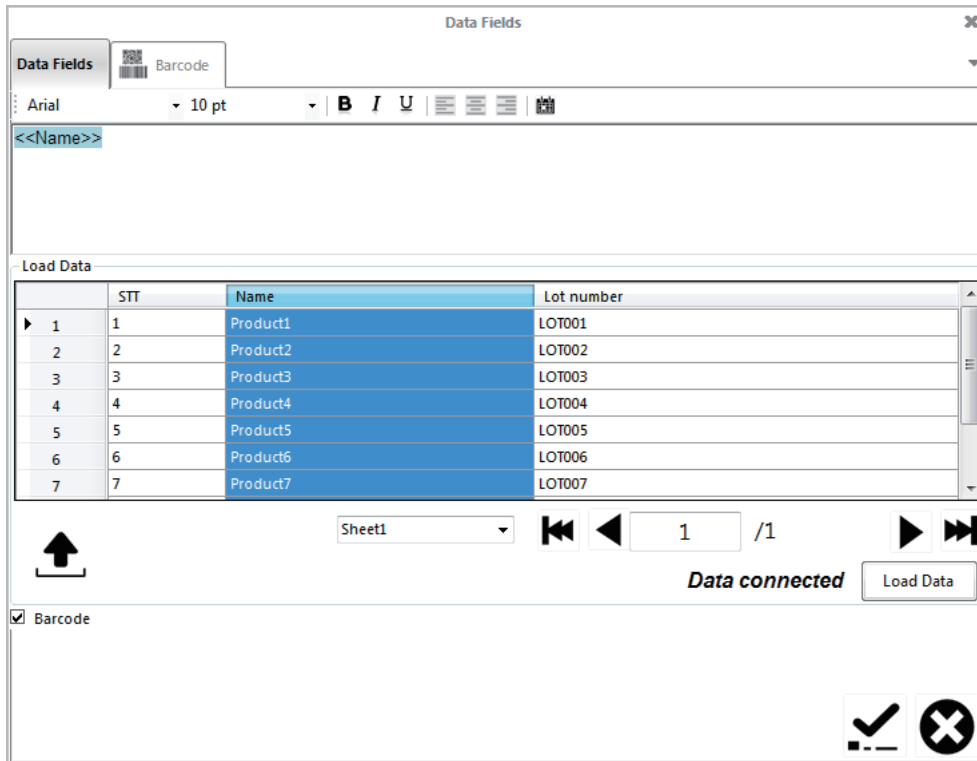 Data Fields
Data Fields Barcode
Arial 10 pt B I U
<<Name>>
Load Data
STT Name Lot number
1 1 Product1 LOT001
2 2 Product2 LOT002
3 3 Product3 LOT003
4 4 Product4 LOT004
5 5 Product5 LOT005
6 6 Product6 LOT006
7 7 Product7 LOT007
Sheet1 1 /1
Data connected Load Data
Barcode